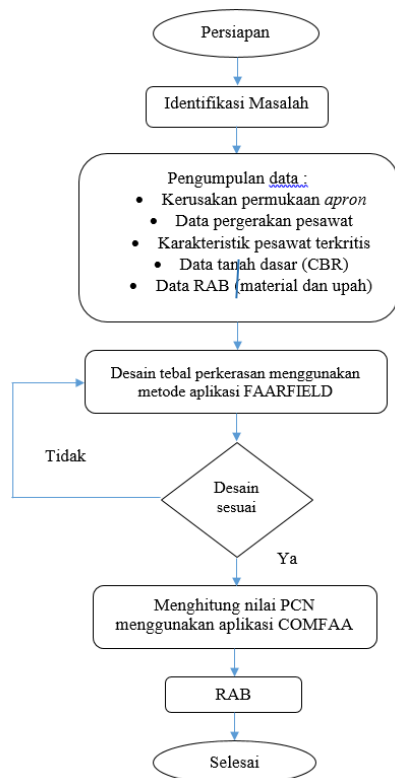 Persiapan
Identifikasi Masalah
Pengumpulan data :
• Kerusakan permukaan apron
• Data pergerakan pesawat
• Karakteristik pesawat terkritis
• Data tanah dasar (CBR)
• Data RAB (material dan upah)
Desain tebal perkerasan menggunakan
metode aplikasi FAARFIELD
Tidak
Desain
sesuai
Ya
Menghitung nilai PCN
menggunakan aplikasi COMFAA
RAB
Selesai